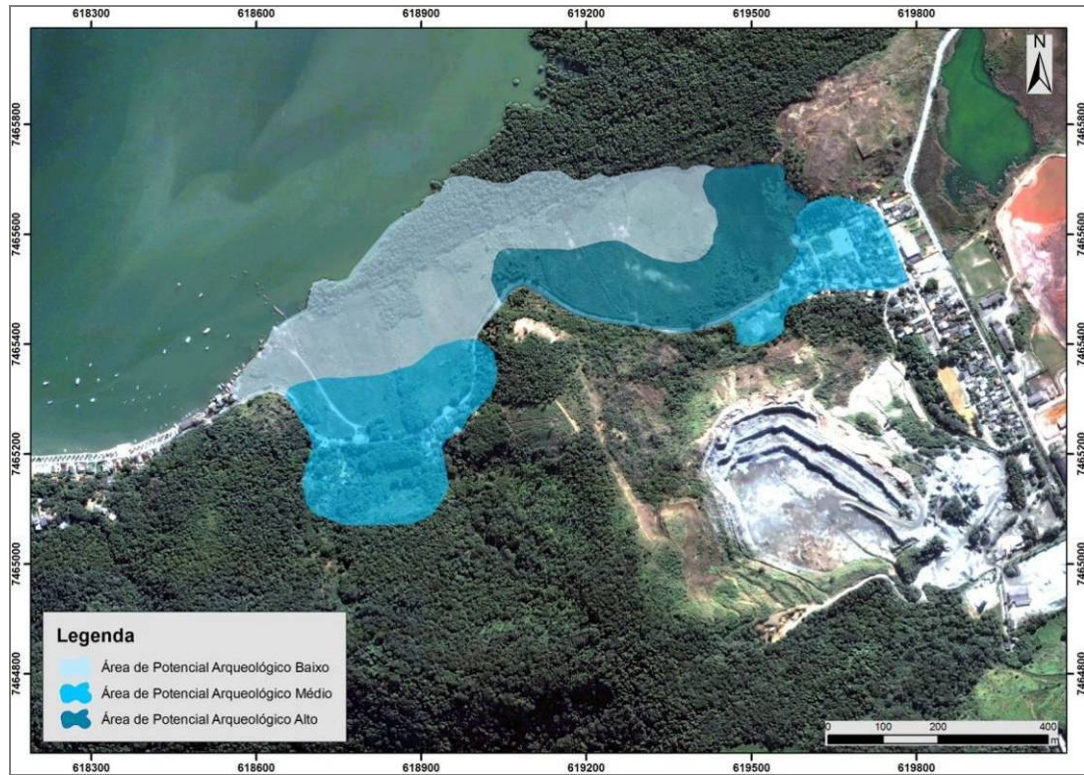 618300 618600 618900 619200 619500 619800
N
7465800 7465800
7465600 7465600
7465400 7465400
7465200 7465200
7465000 7465000
7464800 7464800
Legenda
Área de Potencial Arqueológico Baixo
Área de Potencial Arqueológico Médio
Área de Potencial Arqueológico Alto
0 100 200 400
m
618300 618600 618900 619200 619500 619800